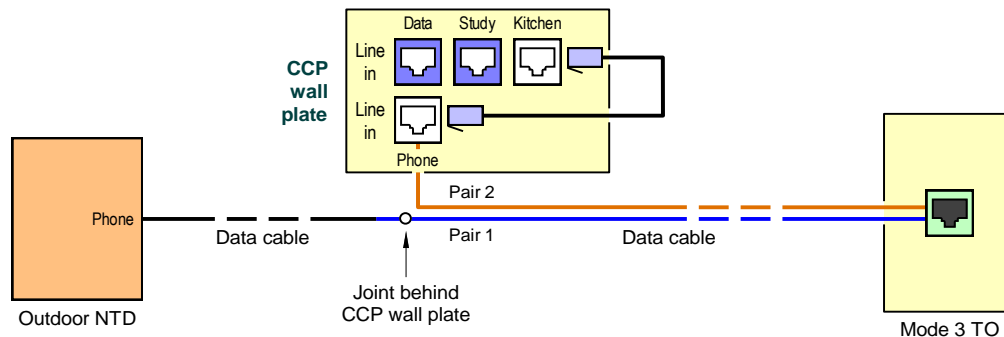 Data Study Kitchen
Line
in
CCP
wall
plate
Line
in
Phone
Pair 2
Phone
Data cable
Pair 1
Data cable
Joint behind
CCP wall plate
Outdoor NTD
Mode 3 TO